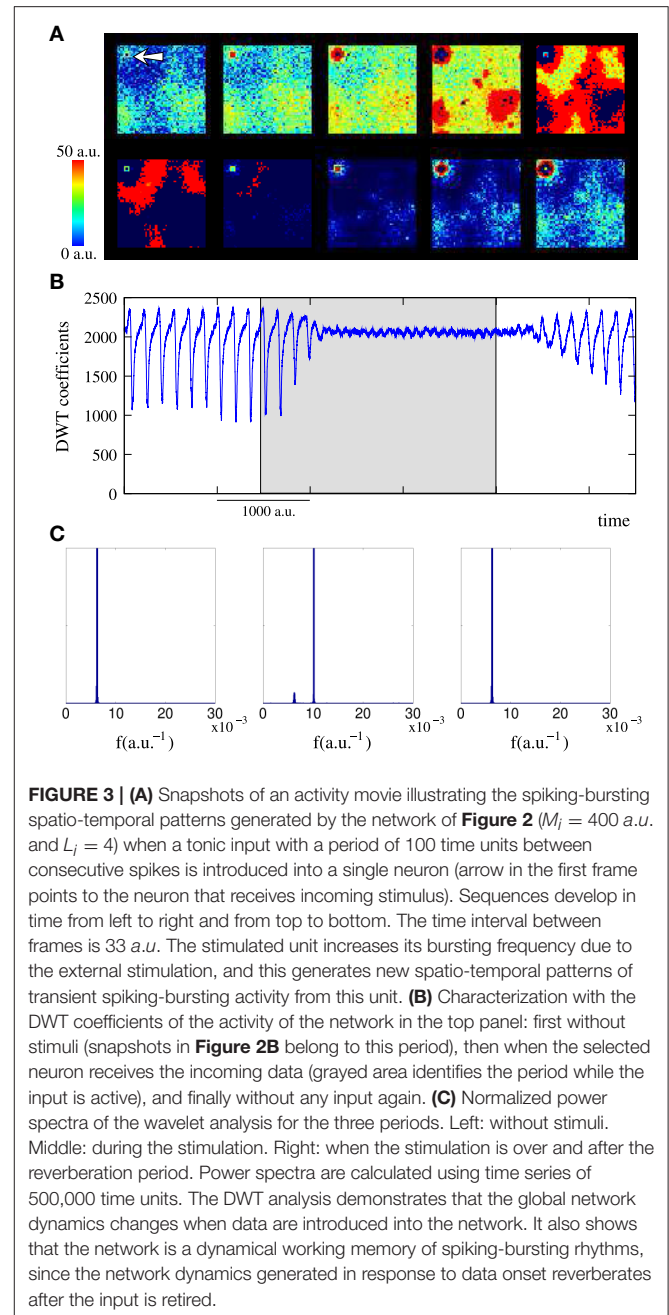 A
50 a.u.
0 a.u.
B
DWT coefficients
2500
2000
1500
1000
500
0
1000 a.u.
time
C
0 10 20 30 0 10 20 30 0 10 20 30
x10⁻³ x10⁻³ x10⁻³
f(a.u.⁻¹) f(a.u.⁻¹) f(a.u.⁻¹)
FIGURE 3 | (A) Snapshots of an activity movie illustrating the spiking-bursting
spatio-temporal patterns generated by the network of Figure 2 (Mᵢ = 400 a.u.
and Lᵢ = 4) when a tonic input with a period of 100 time units between
consecutive spikes is introduced into a single neuron (arrow in the first frame
points to the neuron that receives incoming stimulus). Sequences develop in
time from left to right and from top to bottom. The time interval between
frames is 33 a.u. The stimulated unit increases its bursting frequency due to
the external stimulation, and this generates new spatio-temporal patterns of
transient spiking-bursting activity from this unit. (B) Characterization with the
DWT coefficients of the activity of the network in the top panel: first without
stimuli (snapshots in Figure 2B belong to this period), then when the selected
neuron receives the incoming data (grayed area identifies the period while the
input is active), and finally without any input again. (C) Normalized power
spectra of the wavelet analysis for the three periods. Left: without stimuli.
Middle: during the stimulation. Right: when the stimulation is over and after the
reverberation period. Power spectra are calculated using time series of
500,000 time units. The DWT analysis demonstrates that the global network
dynamics changes when data are introduced into the network. It also shows
that the network is a dynamical working memory of spiking-bursting rhythms,
since the network dynamics generated in response to data onset reverberates
after the input is retired.